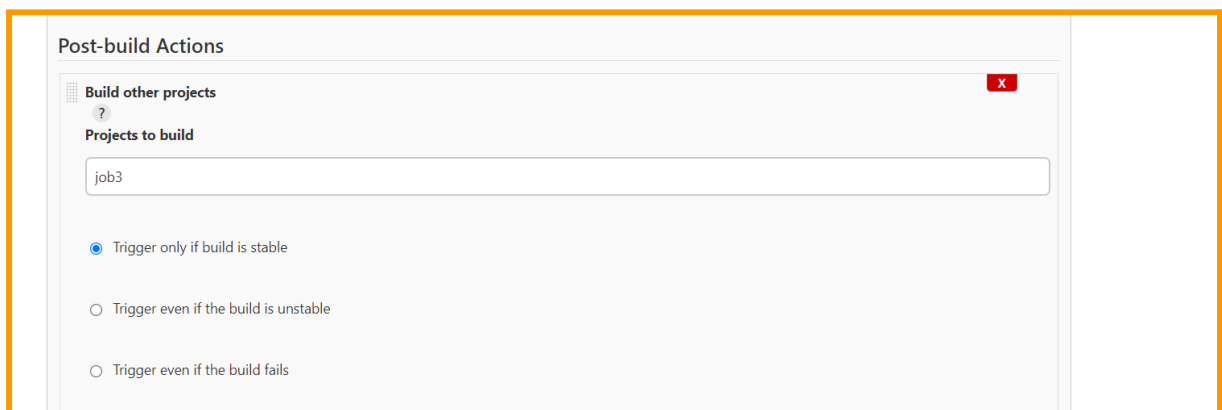 Post-build Actions
Build other projects
X
?
Projects to build
job3
Trigger only if build is stable
Trigger even if the build is unstable
Trigger even if the build fails